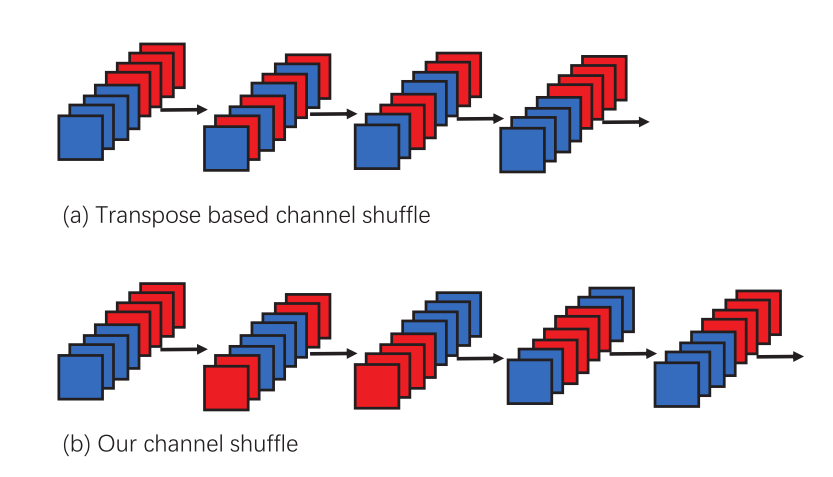 (a) Transpose based channel shuffle
(b) Our channel shuffle